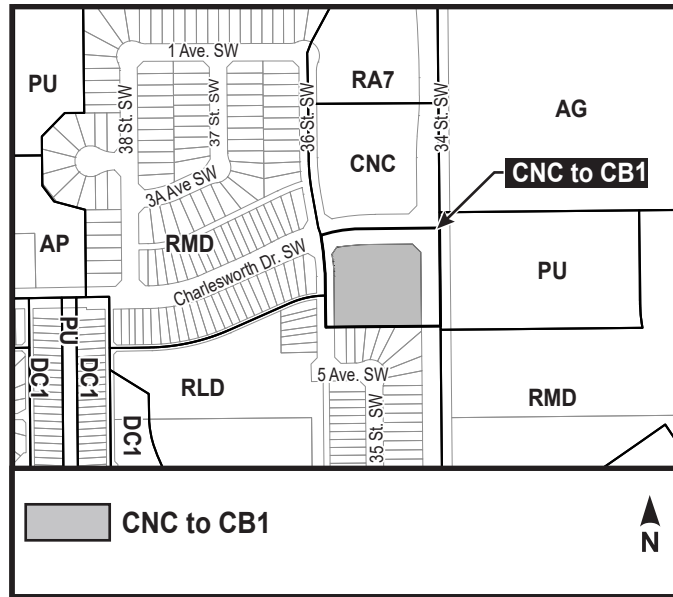 1 Ave. SW
PU
38 St. SW
37 St. SW
36 St. SW
RA7
34 St. SW
AG
CNC
CNC to CB1
3A Ave SW
RMD
AP
Charlesworth Dr. SW
PU
PU
DC1
DC1
RLD
5 Ave. SW
DC1
35 St. SW
RMD
CNC to CB1
N